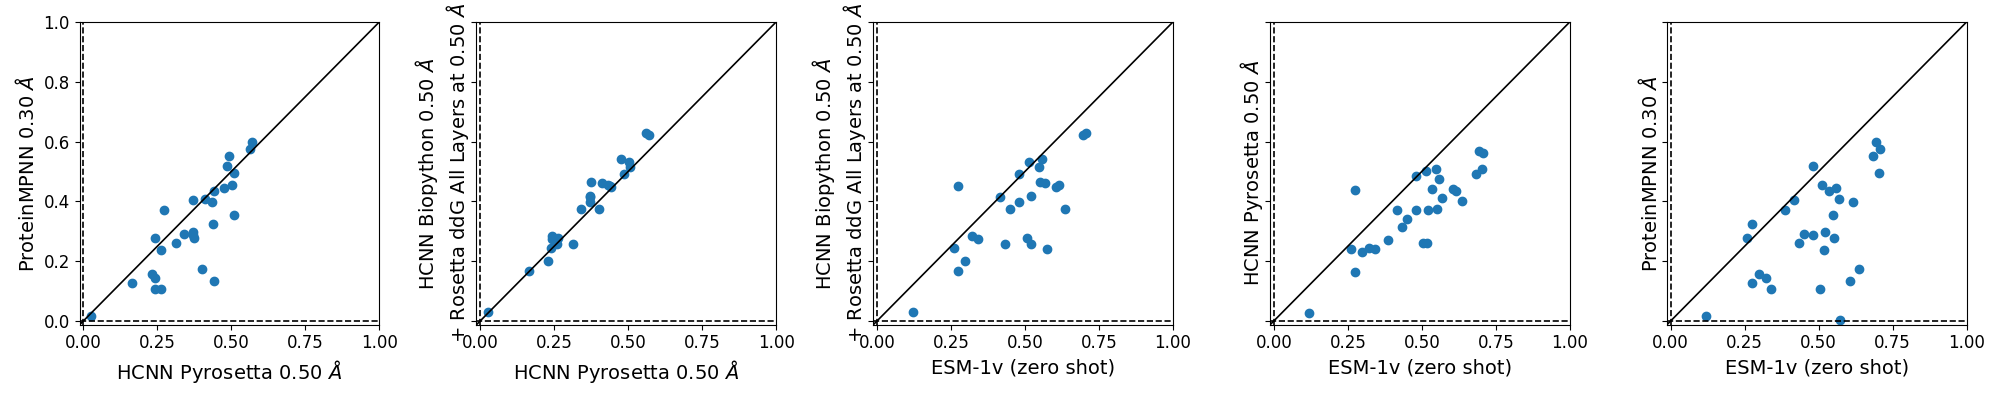 ProteinMPNN 0.30 Å
1.0
0.8
0.6
0.4
0.2
0.0
0.00 0.25 0.50 0.75 1.00
HCNN Pyrosetta 0.50 Å
HCNN Biopython 0.50 Å
+ Rosetta ddG All Layers at 0.50 Å
0.00 0.25 0.50 0.75 1.00
HCNN Pyrosetta 0.50 Å
HCNN Biopython 0.50 Å
+ Rosetta ddG All Layers at 0.50 Å
0.00 0.25 0.50 0.75 1.00
ESM-1v (zero shot)
HCNN Pyrosetta 0.50 Å
0.00 0.25 0.50 0.75 1.00
ESM-1v (zero shot)
ProteinMPNN 0.30 Å
0.00 0.25 0.50 0.75 1.00
ESM-1v (zero shot)